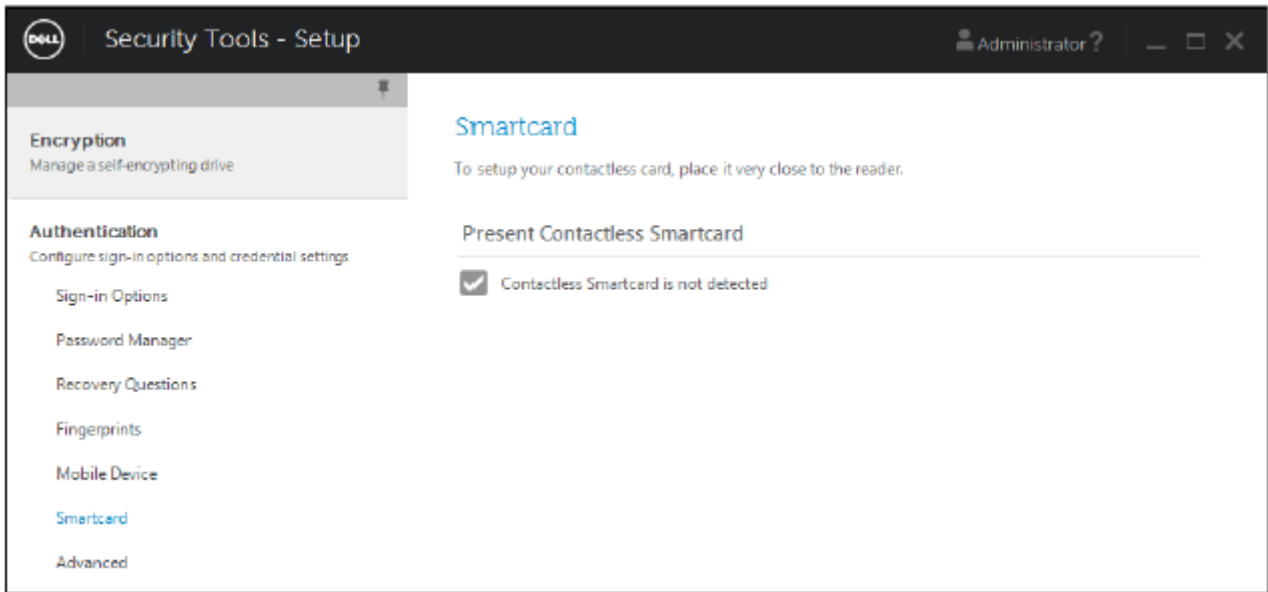 DELL
Security Tools - Setup
Administrator ?
Encryption
Manage a self-encrypting drive
Authentication
Configure sign-in options and credential settings
Sign-in Options
Password Manager
Recovery Questions
Fingerprints
Mobile Device
Smartcard
Advanced
Smartcard
To setup your contactless card, place it very close to the reader.
Present Contactless Smartcard
Contactless Smartcard is not detected